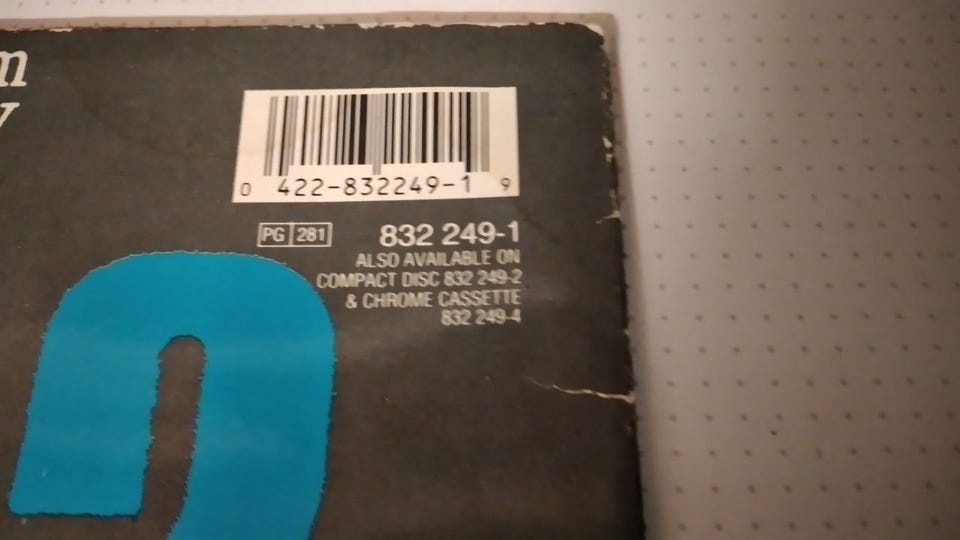 m
y
0 422-832249-1 9
PG 281 832 249-1
ALSO AVAILABLE ON
COMPACT DISC 832 249-2
& CHROME CASSETTE
832 249-4